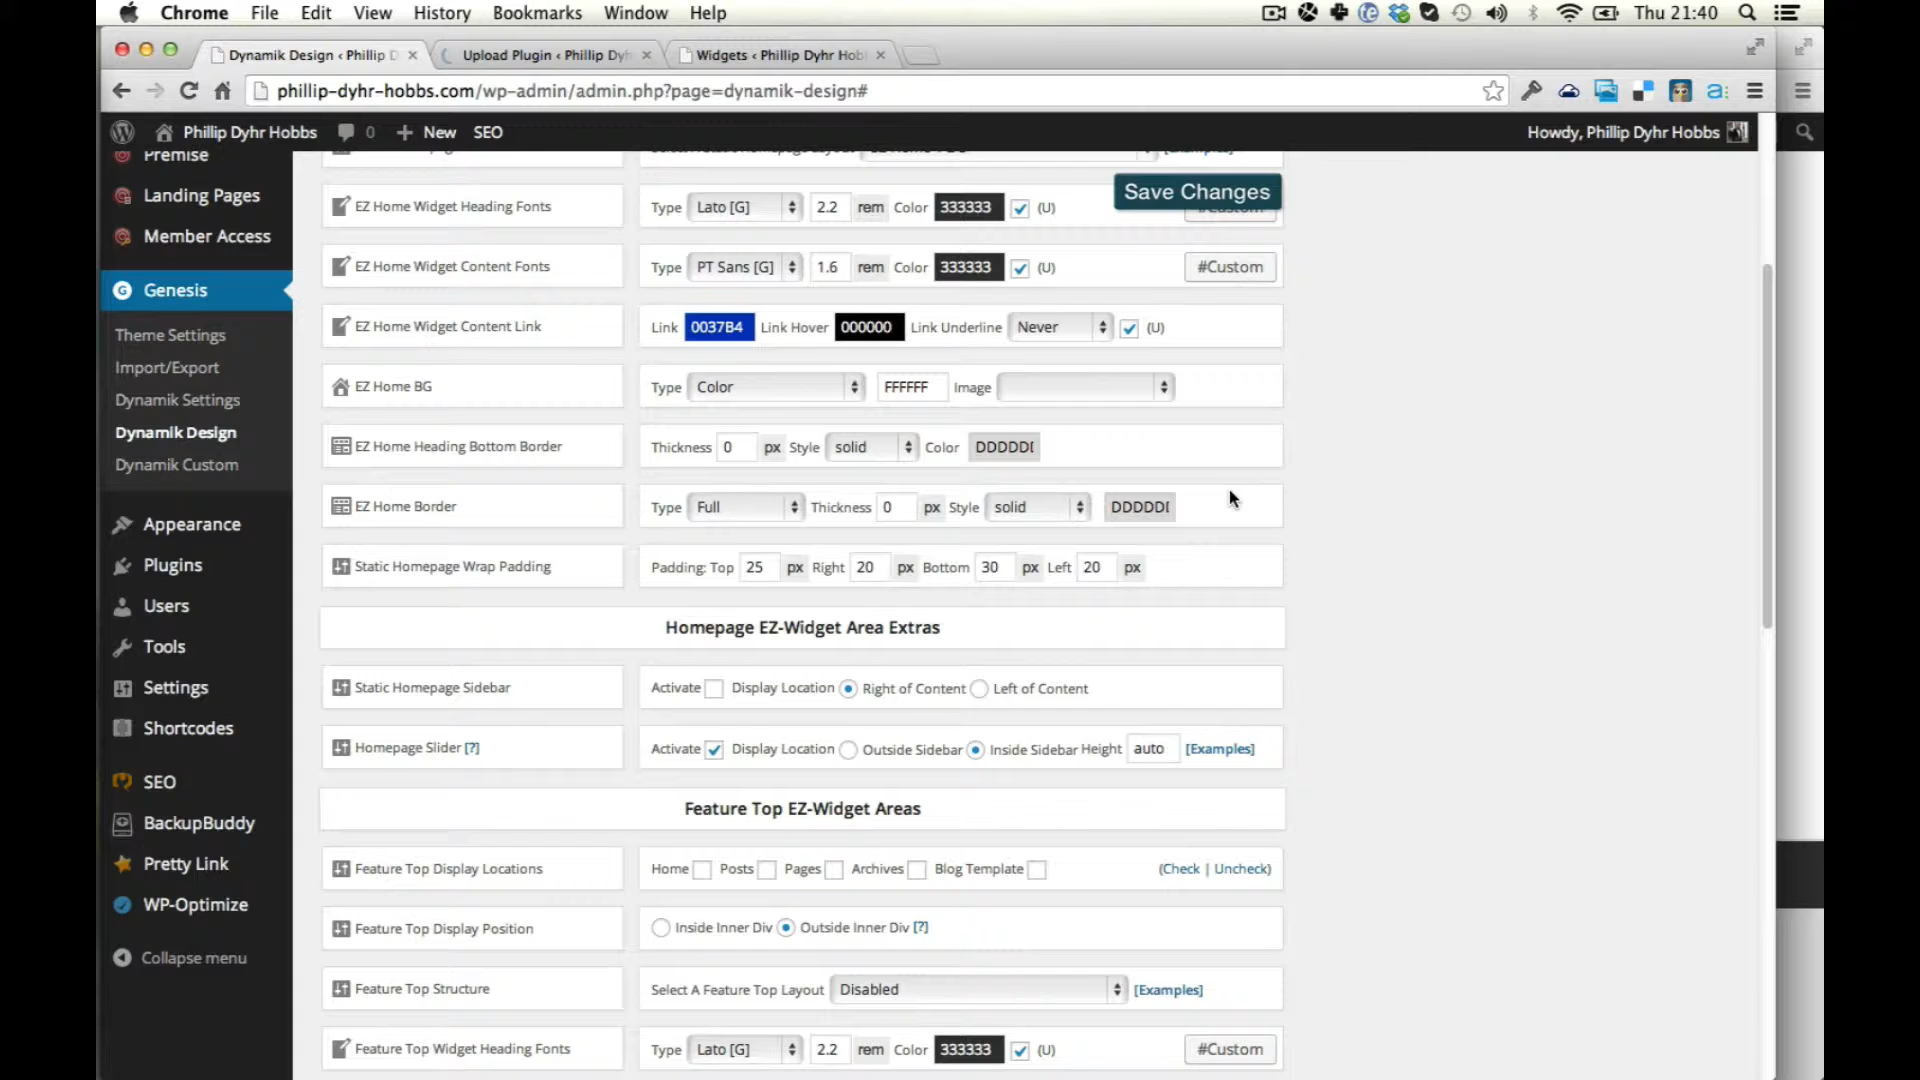 Chrome File Edit View History Bookmarks Window Help Thu 21:40
Dynamik Design ‹ Phillip D Upload Plugin ‹ Phillip Dyh Widgets ‹ Phillip Dyhr Hob
phillip-dyhr-hobbs.com/wp-admin/admin.php?page=dynamik-design#
Phillip Dyhr Hobbs 0 New SEO Howdy, Phillip Dyhr Hobbs
Premise
Landing Pages
Member Access
Genesis
Theme Settings
Import/Export
Dynamik Settings
Dynamik Design
Dynamik Custom
Appearance
Plugins
Users
Tools
Settings
Shortcodes
SEO
BackupBuddy
Pretty Link
WP-Optimize
Collapse menu
Save Changes
EZ Home Widget Heading Fonts Type Lato [G] 2.2 rem Color 333333 (U)
EZ Home Widget Content Fonts Type PT Sans [G] 1.6 rem Color 333333 (U) #Custom
EZ Home Widget Content Link Link 0037B4 Link Hover 000000 Link Underline Never (U)
EZ Home BG Type Color FFFFFF Image
EZ Home Heading Bottom Border Thickness 0 px Style solid Color DDDDD
EZ Home Border Type Full Thickness 0 px Style solid DDDDD
Static Homepage Wrap Padding Padding: Top 25 px Right 20 px Bottom 30 px Left 20 px
Homepage EZ-Widget Area Extras
Static Homepage Sidebar Activate Display Location Right of Content Left of Content
Homepage Slider [?] Activate Display Location Outside Sidebar Inside Sidebar Height auto [Examples]
Feature Top EZ-Widget Areas
Feature Top Display Locations Home Posts Pages Archives Blog Template (Check | Uncheck)
Feature Top Display Position Inside Inner Div Outside Inner Div [?]
Feature Top Structure Select A Feature Top Layout Disabled [Examples]
Feature Top Widget Heading Fonts Type Lato [G] 2.2 rem Color 333333 (U) #Custom